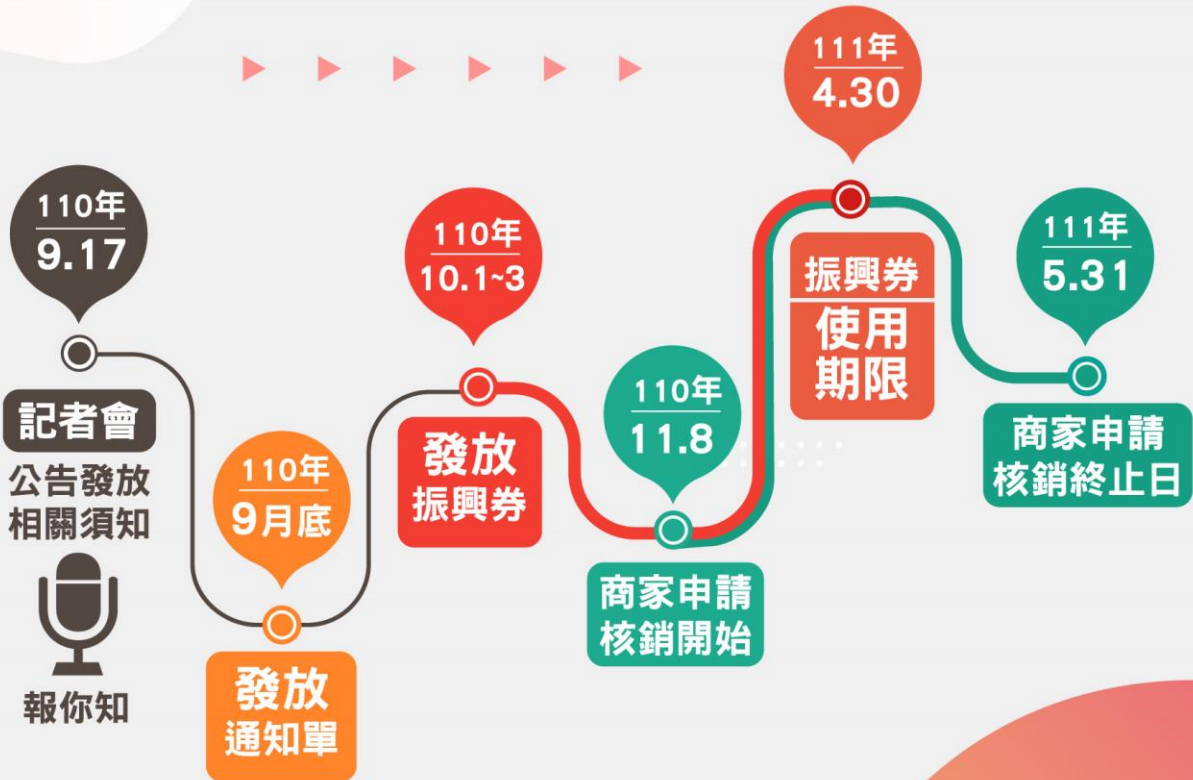 110年
9.17
記者會
公告發放
相關須知
報你知
110年
9月底
發放
通知單
110年
10.1~3
發放
振興券
110年
11.8
商家申請
核銷開始
111年
4.30
振興券
使用
期限
111年
5.31
商家申請
核銷終止日